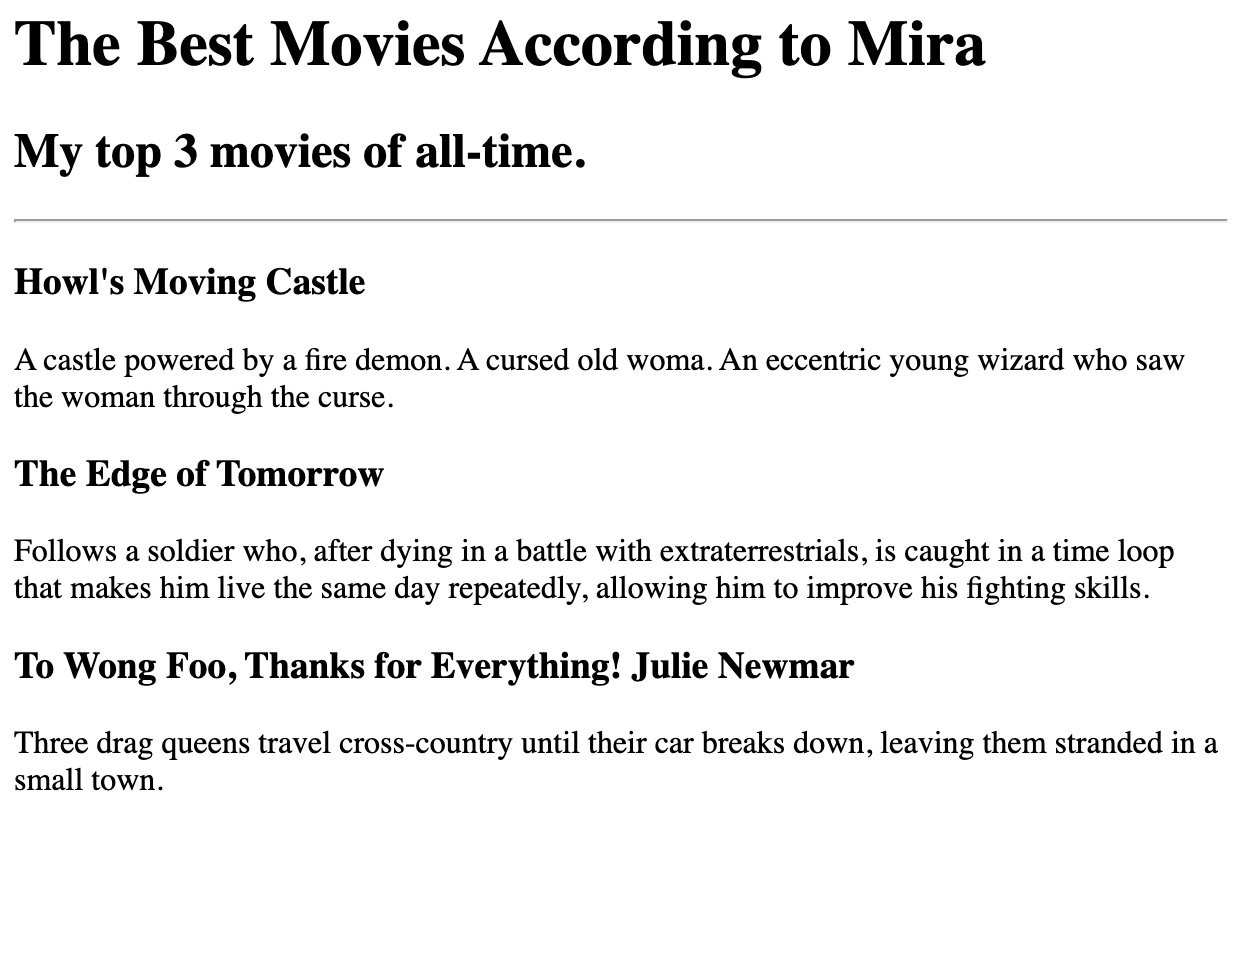 The Best Movies According to Mira
My top 3 movies of all-time.
Howl's Moving Castle
A castle powered by a fire demon. A cursed old woma. An eccentric young wizard who saw
the woman through the curse.
The Edge of Tomorrow
Follows a soldier who, after dying in a battle with extraterrestrials, is caught in a time loop
that makes him live the same day repeatedly, allowing him to improve his fighting skills.
To Wong Foo, Thanks for Everything! Julie Newmar
Three drag queens travel cross-country until their car breaks down, leaving them stranded in a
small town.